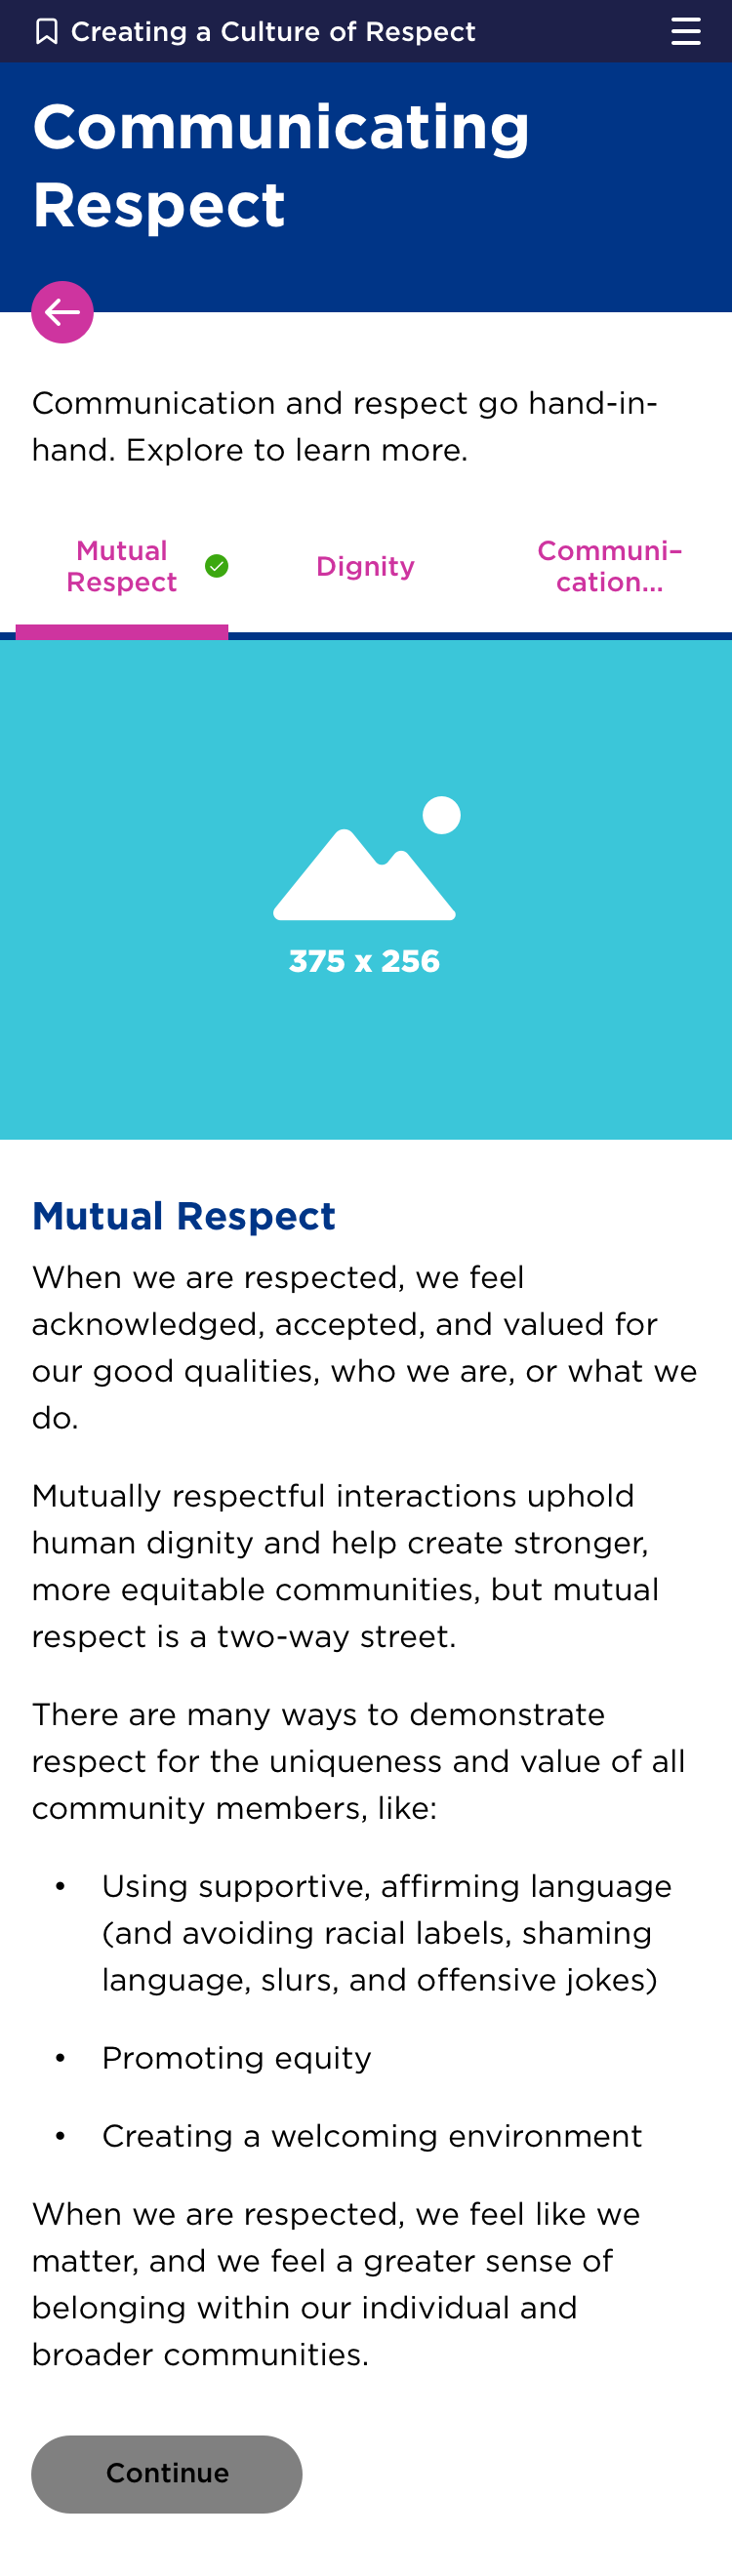 Creating a Culture of Respect
Communicating
Respect
Communication and respect go hand-in-
hand. Explore to learn more.
Mutual
Respect
Dignity
Communi–
cation...
375 x 256
Mutual Respect
When we are respected, we feel
acknowledged, accepted, and valued for
our good qualities, who we are, or what we
do.
Mutually respectful interactions uphold
human dignity and help create stronger,
more equitable communities, but mutual
respect is a two-way street.
There are many ways to demonstrate
respect for the uniqueness and value of all
community members, like:
• Using supportive, affirming language
(and avoiding racial labels, shaming
language, slurs, and offensive jokes)
• Promoting equity
• Creating a welcoming environment
When we are respected, we feel like we
matter, and we feel a greater sense of
belonging within our individual and
broader communities.
Continue